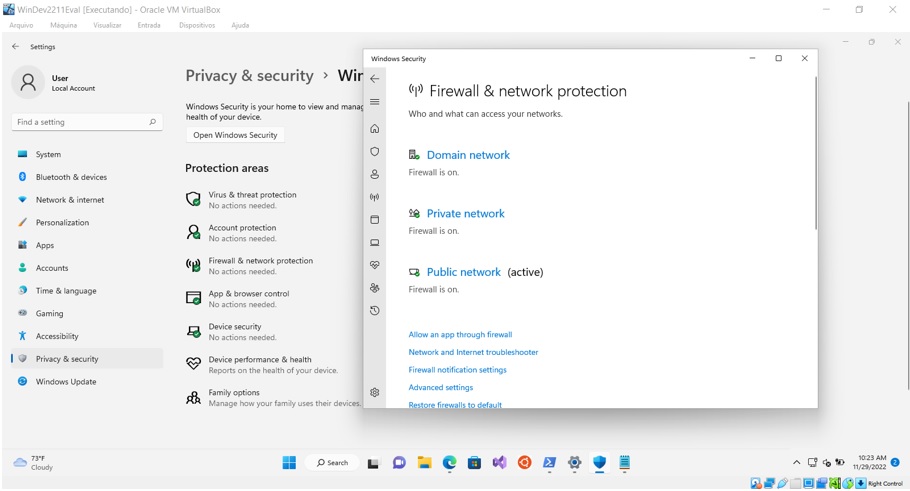 WinDev2211Eval [Executando] - Oracle VM VirtualBox
Arquivo Máquina Visualizar Entrada Dispositivos Ajuda
Settings
User
Local Account
Find a setting
System
Bluetooth & devices
Network & internet
Personalization
Apps
Accounts
Time & language
Gaming
Accessibility
Privacy & security
Windows Update
Privacy & security > Win
Windows Security is your home to view and manag
health of your device.
Open Windows Security
Protection areas
Virus & threat protection
No actions needed.
Account protection
No actions needed.
Firewall & network protection
No actions needed.
App & browser control
No actions needed.
Device security
No actions needed.
Device performance & health
Reports on the health of your device.
Family options
Manage how your family uses their devices.
Windows Security
Firewall & network protection
Who and what can access your networks.
Domain network
Firewall is on.
Private network
Firewall is on.
Public network (active)
Firewall is on.
Allow an app through firewall
Network and Internet troubleshooter
Firewall notification settings
Advanced settings
Restore firewalls to default
73°F
Cloudy
Search
10:23 AM
11/29/2022
2
Right Control